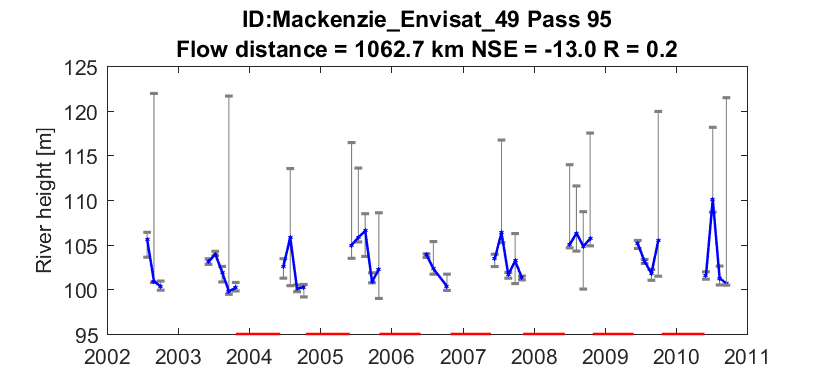 ID:Mackenzie_Envisat_49 Pass 95
Flow distance = 1062.7 km NSE = -13.0 R = 0.2
River height [m]
125
120
115
110
105
100
95
2002 2003 2004 2005 2006 2007 2008 2009 2010 2011